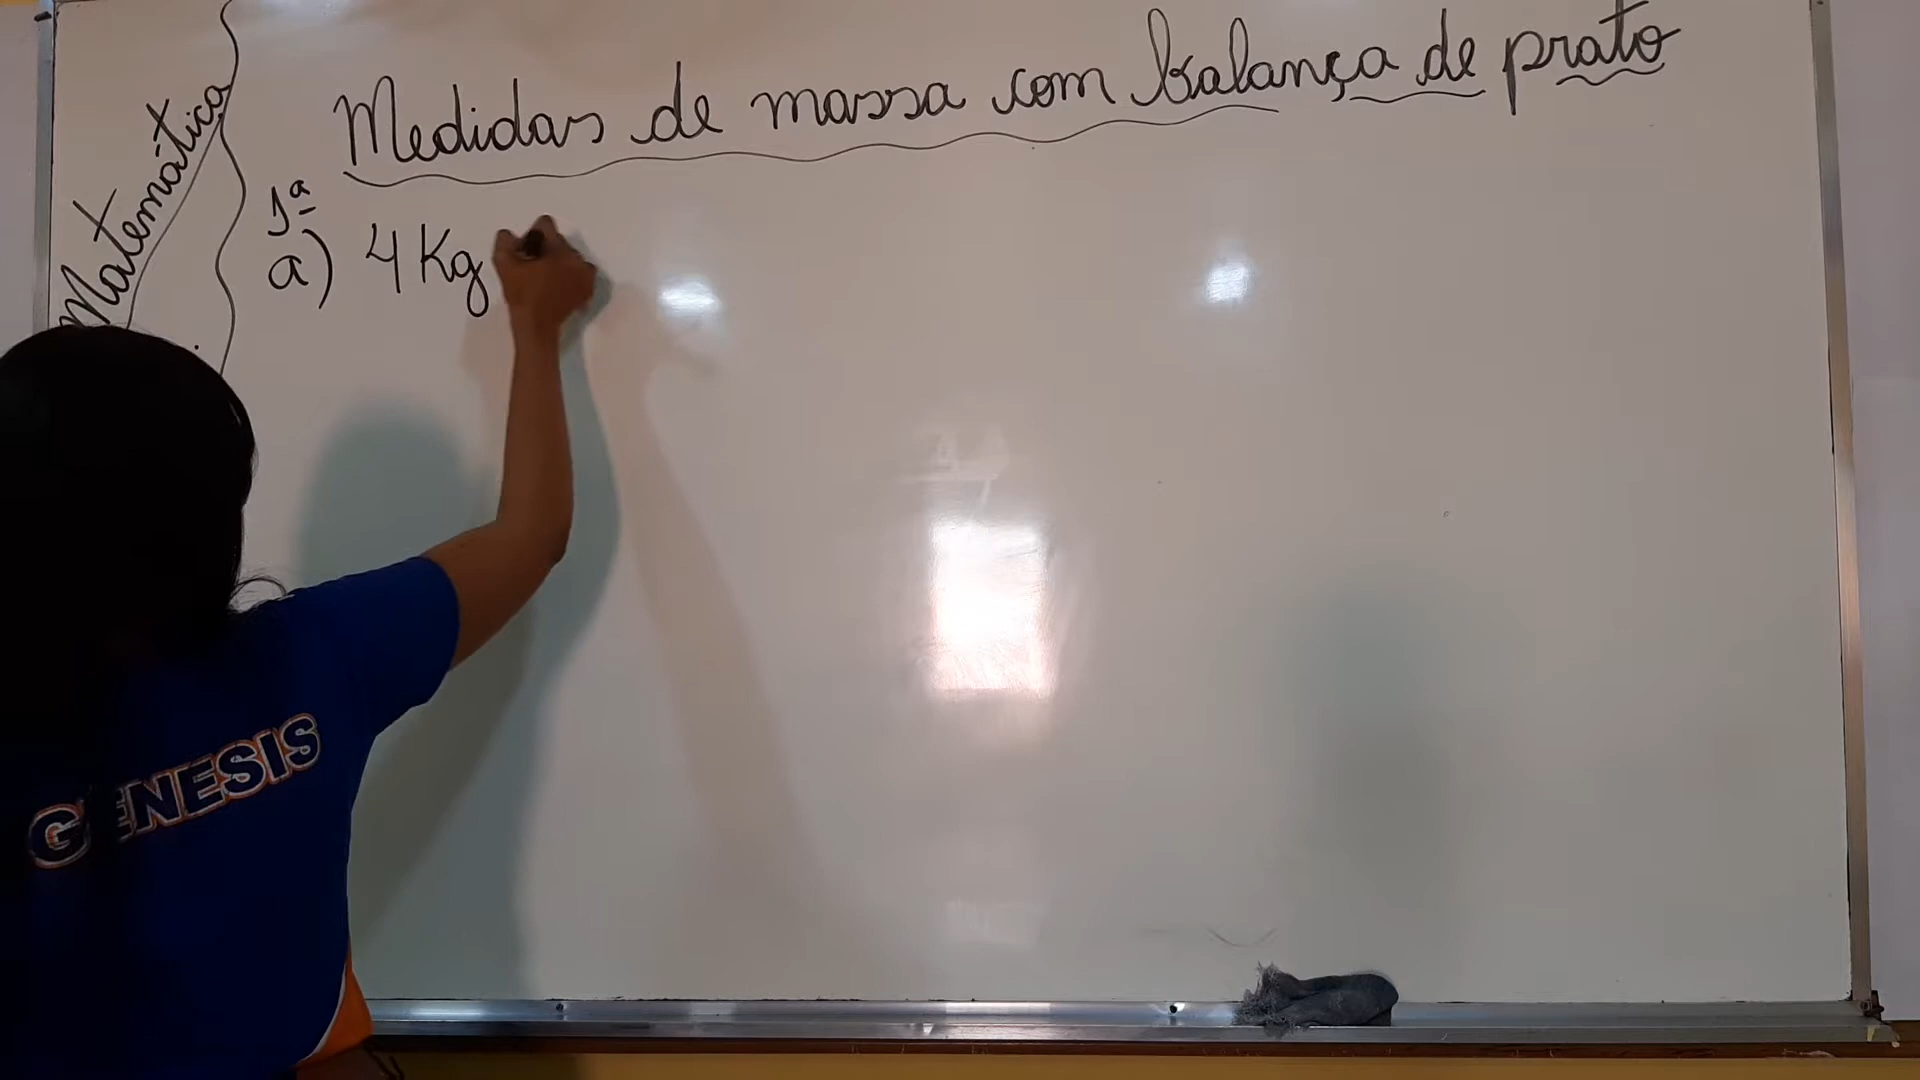 Matemática
Medidas de massa com balança de prato
1ª
a) 4 Kg
GENESIS